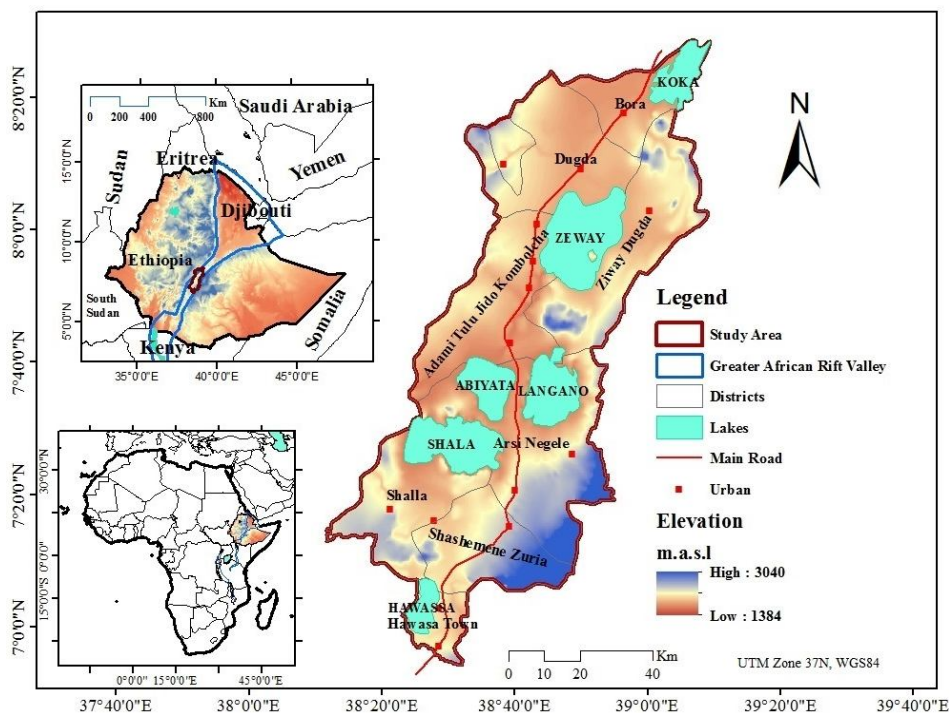 8°20'0"N
8°0'0"N
7°40'0"N
7°20'0"N
7°0'0"N
37°40'0"E
38°0'0"E
38°20'0"E
38°40'0"E
39°0'0"E
39°20'0"E
39°40'0"E
Km
0 200 400 800
Saudi Arabia
Eritrea
Yemen
Sudan
Djibouti
Ethiopia
South
Sudan
Somalia
Kenya
15°0'0"N
10°0'0"N
5°0'0"N
35°0'0"E
40°0'0"E
45°0'0"E
30°0'0"N
0°0'0"
15°0'0"S
0°0'0"
15°0'0"E
45°0'0"E
KOKA
Bora
Dugda
ZEWAY
Ziway Dugda
Adami Tulu Jido Kombolcha
ABIYATA
LANGANO
SHALA
Arsi Negele
Shalla
Shashemene Zuria
HAWASSA
Hawasa Town
N
Legend
Study Area
Greater African Rift Valley
Districts
Lakes
Main Road
Urban
Elevation
m.a.s.l
High : 3040
Low : 1384
Km
0 10 20 40
UTM Zone 37N, WGS84